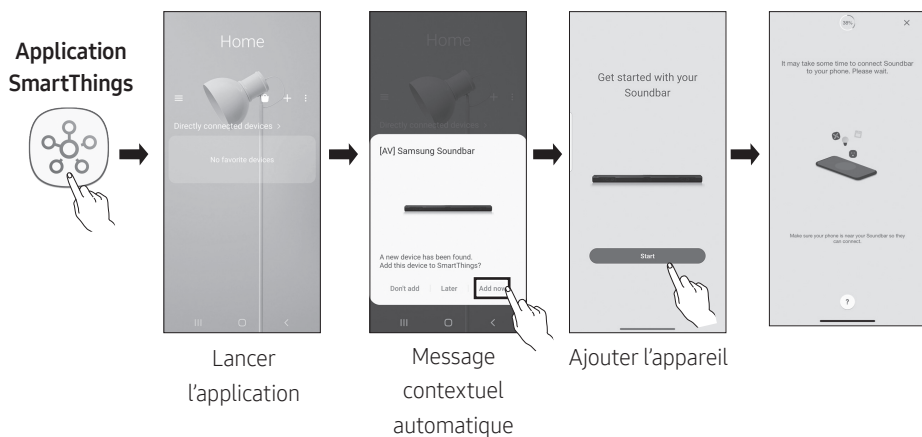 Application
SmartThings
Home
Directly connected devices >
No favorite devices
Lancer
l'application
Home
Directly connected devices >
[AV] Samsung Soundbar
A new device has been found.
Add this device to SmartThings?
Don't add
Later
Add now
Message
contextuel
automatique
Get started with your
Soundbar
Start
Ajouter l'appareil
It may take some time to connect Soundbar
to your phone. Please wait.
Make sure your phone is near your Soundbar so they
can connect.
?